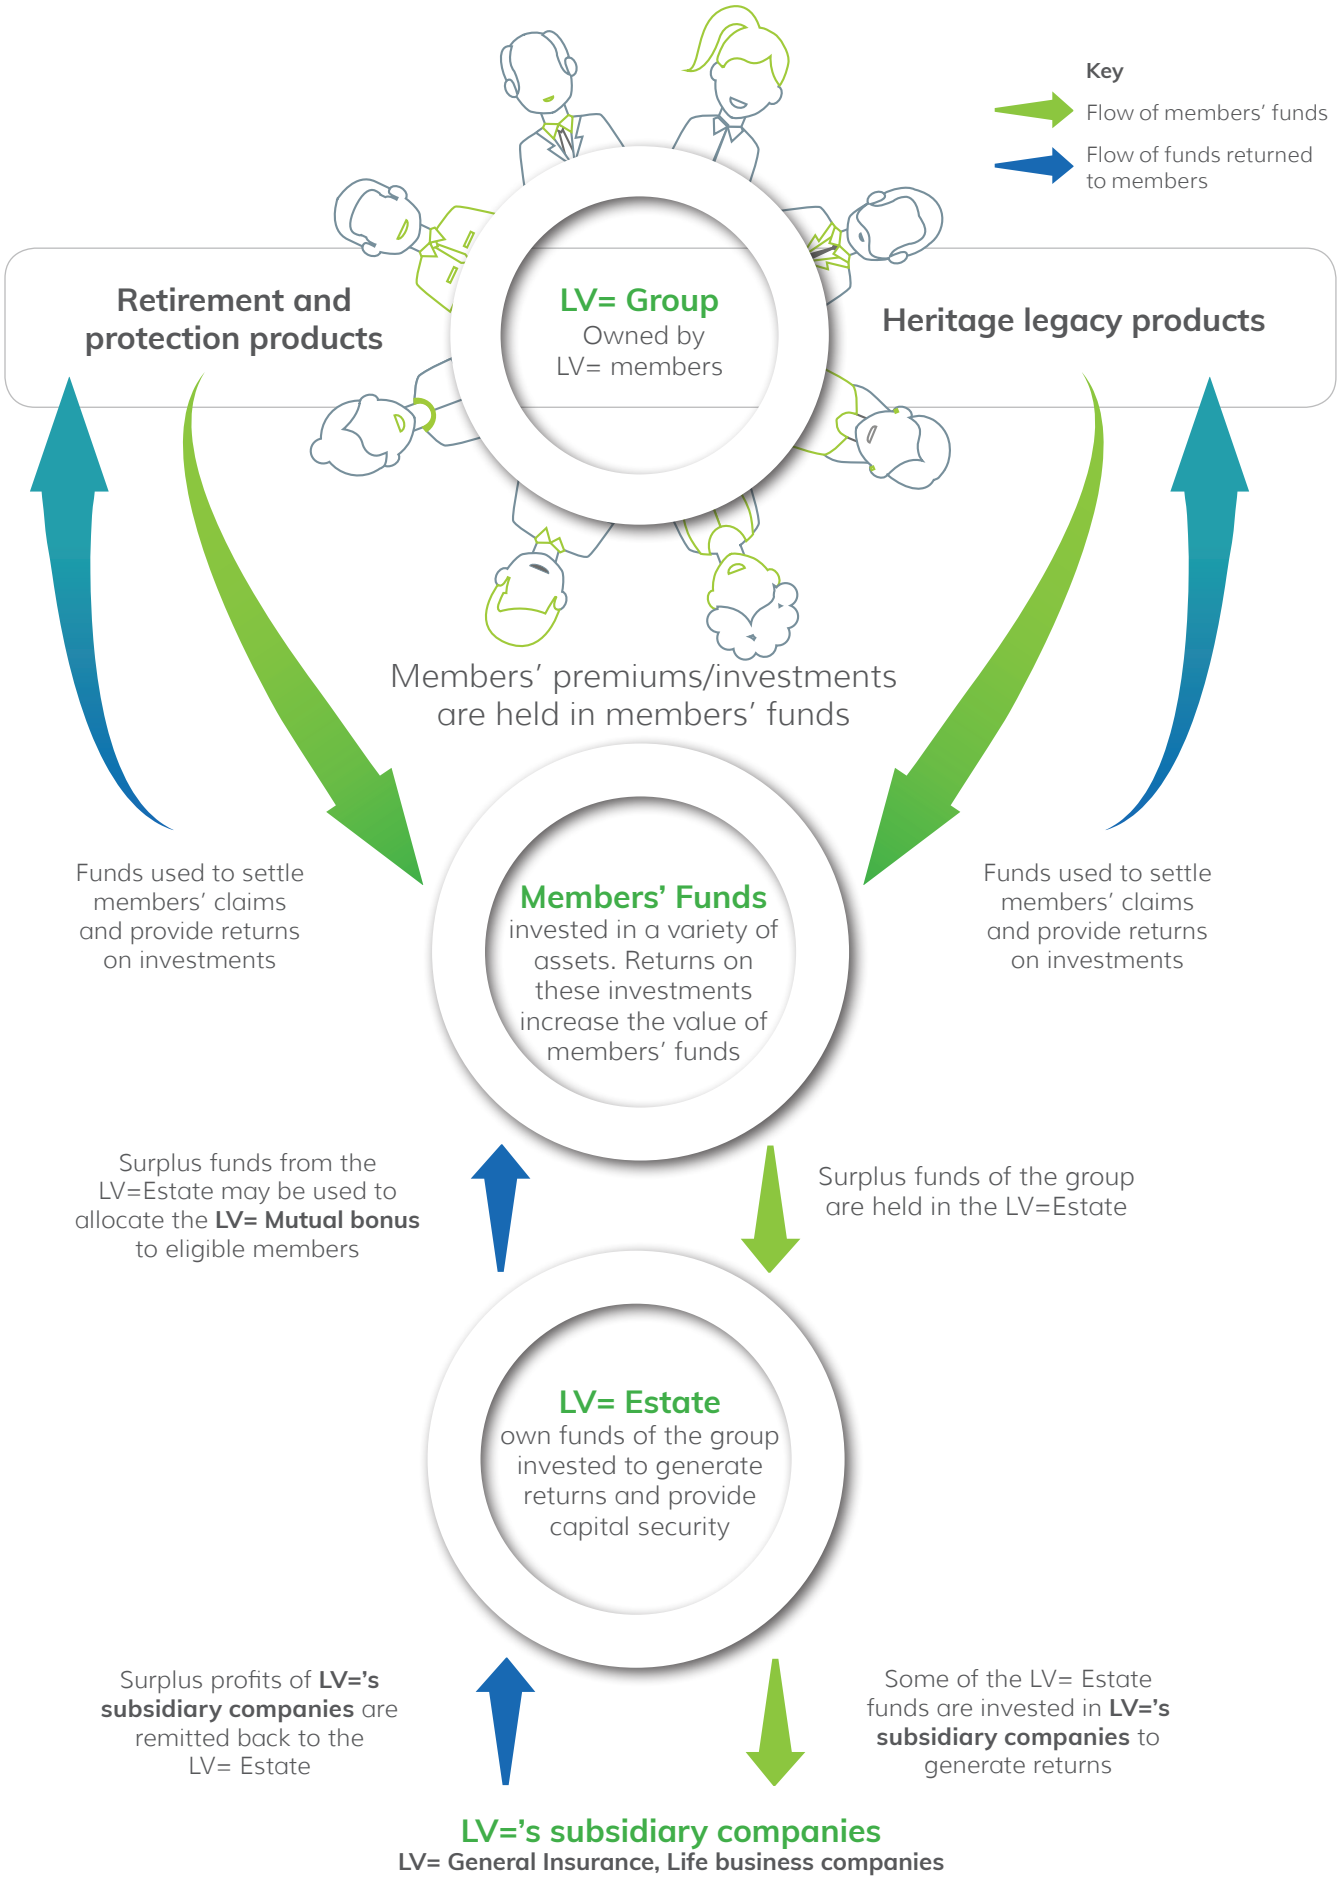 Key
Flow of members’ funds
Flow of funds returned
to members
Retirement and
protection products
LV= Group
Owned by
LV= members
Heritage legacy products
Members’ premiums/investments
are held in members’ funds
Funds used to settle
members’ claims
and provide returns
on investments
Members’ Funds
invested in a variety of
assets. Returns on
these investments
increase the value of
members’ funds
Funds used to settle
members’ claims
and provide returns
on investments
Surplus funds from the
LV=Estate may be used to
allocate the LV= Mutual bonus
to eligible members
Surplus funds of the group
are held in the LV=Estate
LV= Estate
own funds of the group
invested to generate
returns and provide
capital security
Surplus profits of LV=’s
subsidiary companies are
remitted back to the
LV= Estate
Some of the LV= Estate
funds are invested in LV=’s
subsidiary companies to
generate returns
LV=’s subsidiary companies
LV= General Insurance, Life business companies